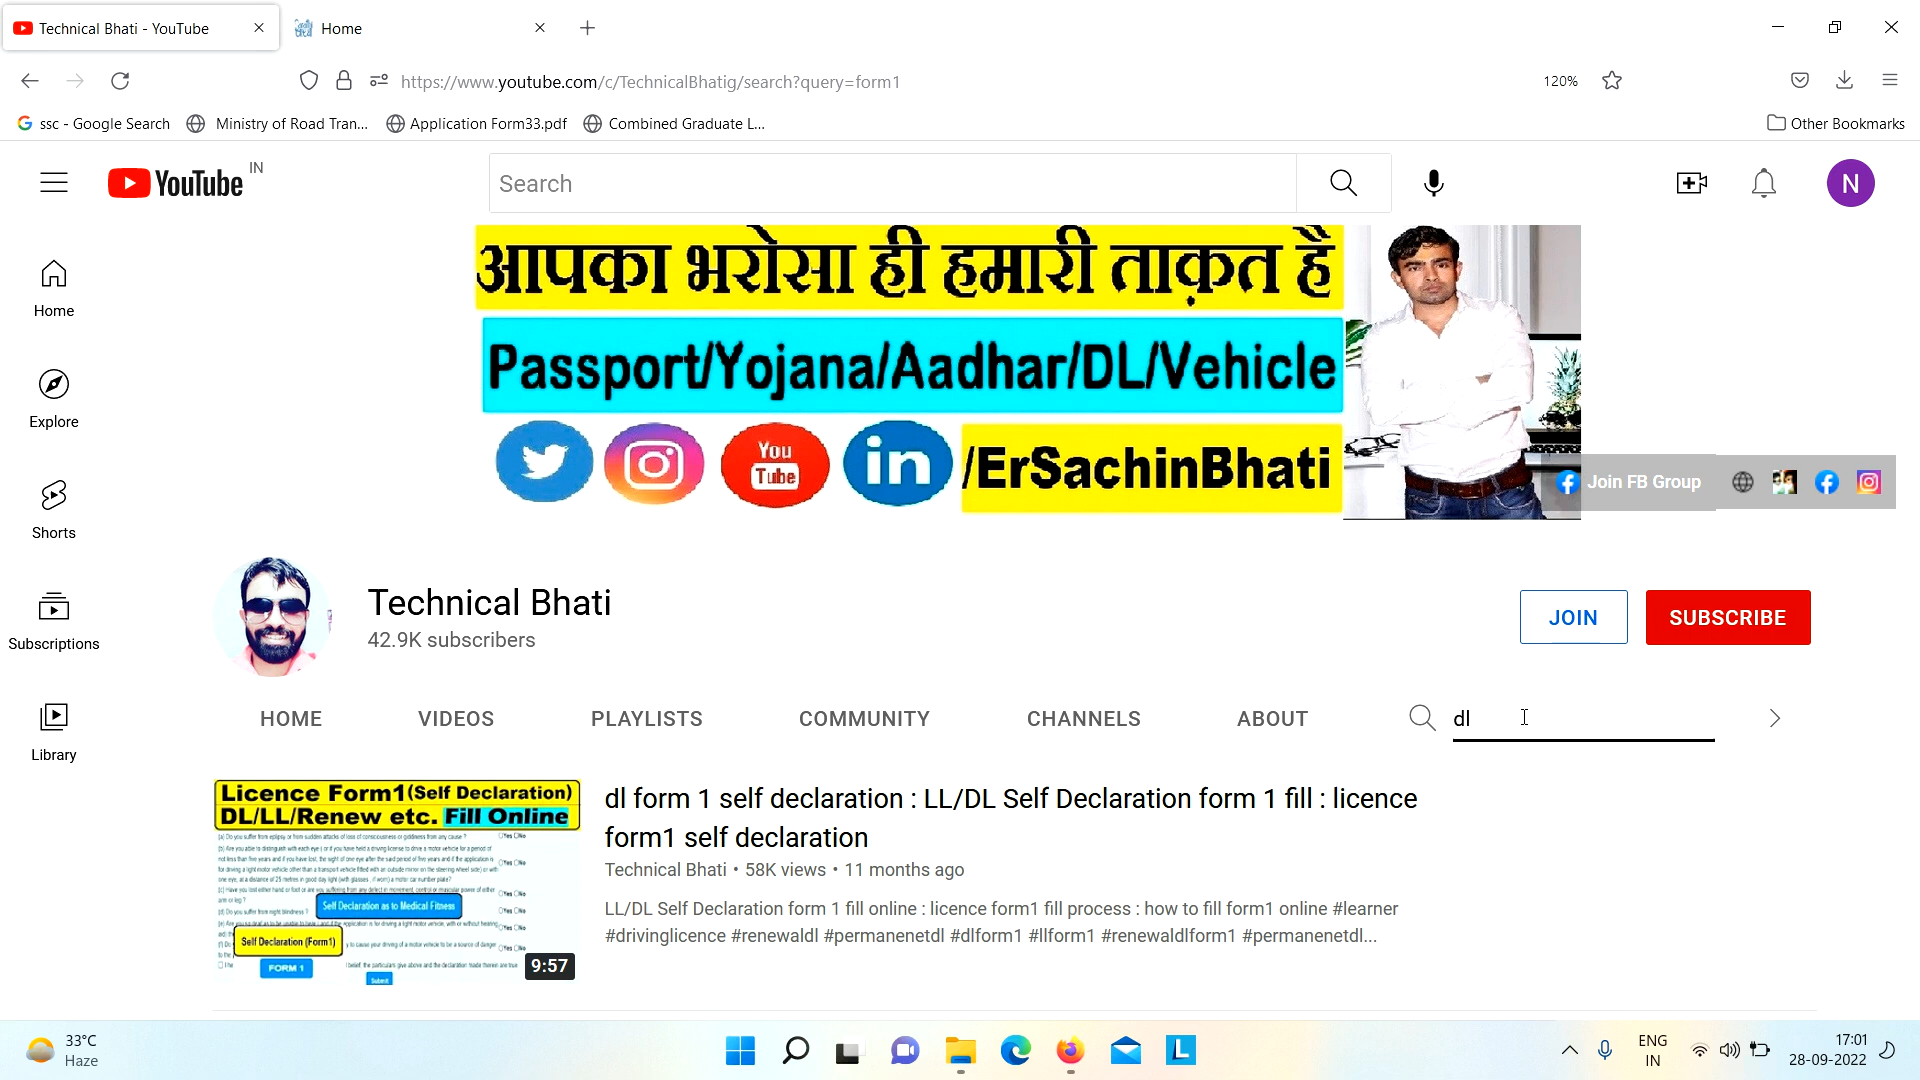 Technical Bhati - YouTube
Home
https://www.youtube.com/c/TechnicalBhatig/search?query=form1
120%
ssc - Google Search
Ministry of Road Tran...
Application Form33.pdf
Combined Graduate L...
Other Bookmarks
YouTube IN
Search
N
आपका भरोसा ही हमारी ताक़त है
Passport/Yojana/Aadhar/DL/Vehicle
You
Tube
in
/ErSachinBhati
Join FB Group
Home
Explore
Shorts
Subscriptions
Library
Technical Bhati
42.9K subscribers
JOIN
SUBSCRIBE
HOME
VIDEOS
PLAYLISTS
COMMUNITY
CHANNELS
ABOUT
dl
Licence Form1(Self Declaration)
DL/LL/Renew etc. Fill Online
Self Declaration as to Medical Fitness
Self Declaration (Form1)
FORM 1
Submit
9:57
dl form 1 self declaration : LL/DL Self Declaration form 1 fill : licence
form1 self declaration
Technical Bhati • 58K views • 11 months ago
LL/DL Self Declaration form 1 fill online : licence form1 fill process : how to fill form1 online #learner
#drivinglicence #renewaldl #permanenetdl #dlform1 #llform1 #renewaldlform1 #permanenetdl...
33°C
Haze
L
ENG
IN
17:01
28-09-2022